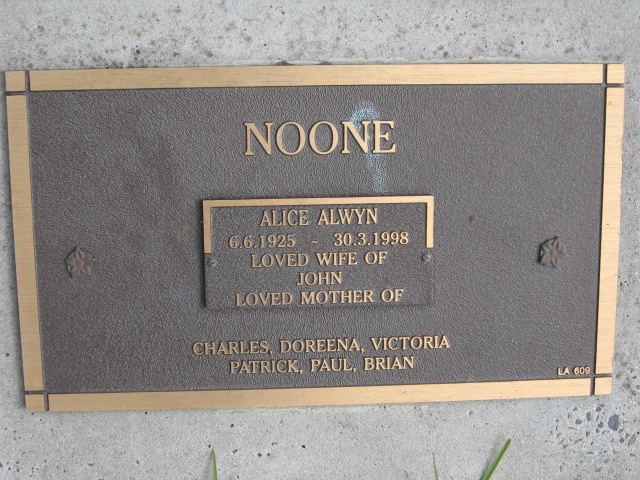 NOONE
ALICE ALWYN
6.6.1925 ~ 30.3.1998
LOVED WIFE OF
JOHN
LOVED MOTHER OF
CHARLES, DOREENA, VICTORIA
PATRICK, PAUL, BRIAN
LA 609